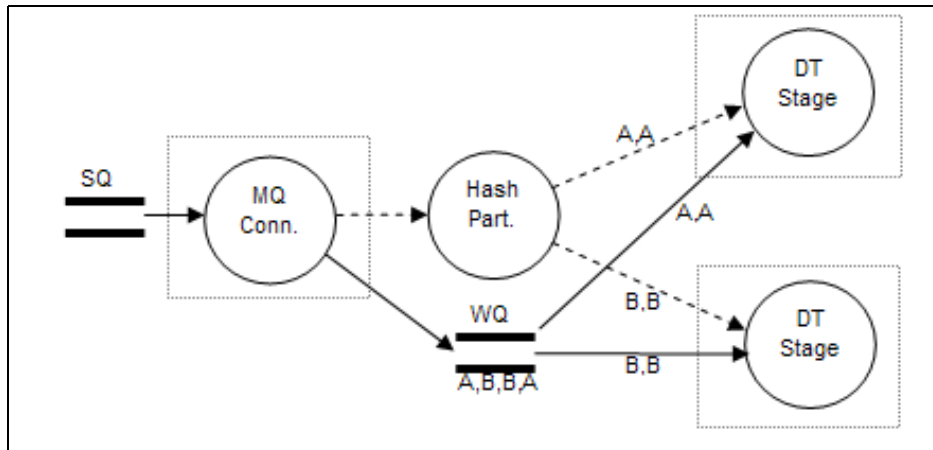 SQ
MQ
Conn.
Hash
Part.
WQ
A,B,B,A
A,A
A,A
B,B
B,B
DT
Stage
DT
Stage